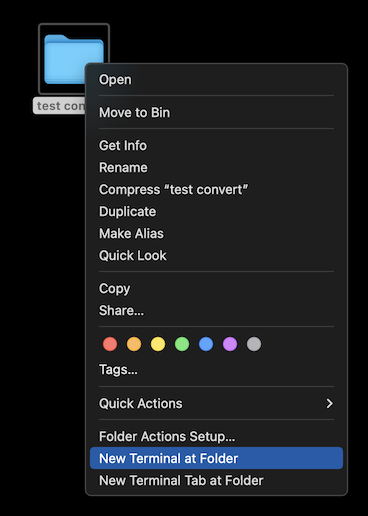 test con
Open
Move to Bin
Get Info
Rename
Compress “test convert”
Duplicate
Make Alias
Quick Look
Copy
Share...
Tags...
Quick Actions
Folder Actions Setup...
New Terminal at Folder
New Terminal Tab at Folder